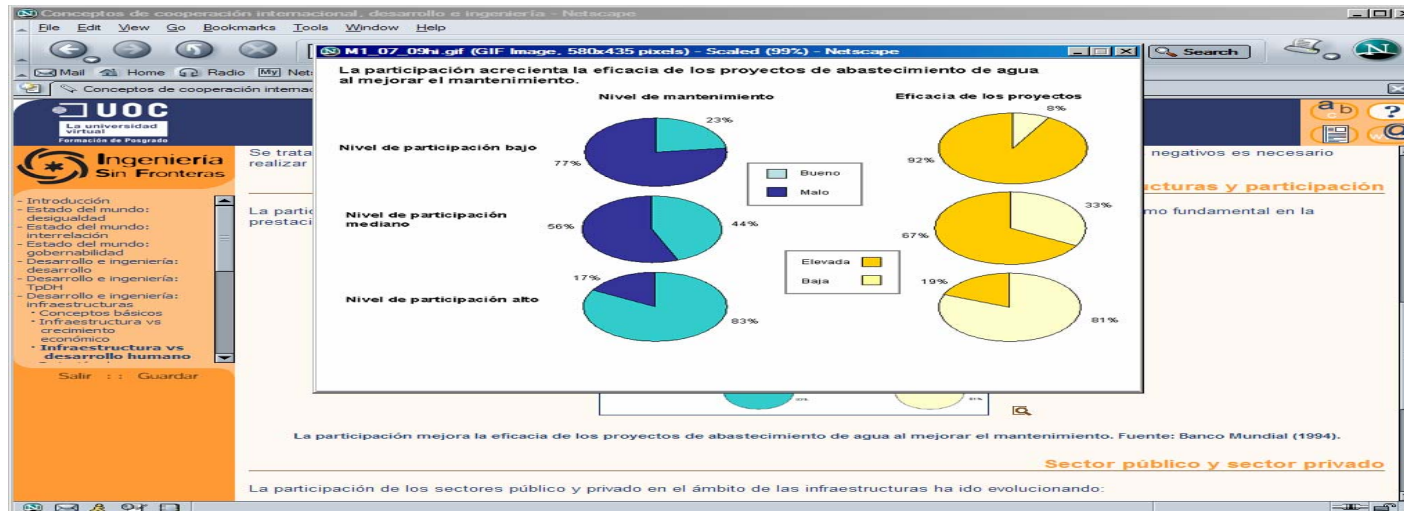 Conceptos de cooperación internacional, desarrollo e ingeniería - Netscape
File Edit View Go Bookmarks Tools Window Help
M1_07_09hi.gif (GIF Image, 580x435 pixels) - Scaled (99%) - Netscape
Search
Mail Home Radio My
Conceptos de cooperación
UOC
La universidad
virtual
Formación de Posgrado
Ingeniería
Sin Fronteras
- Introducción
- Estado del mundo:
desigualdad
- Estado del mundo:
interrelación
- Estado del mundo:
gobernabilidad
- Desarrollo e ingeniería:
desarrollo
- Desarrollo e ingeniería:
TpDH
- Desarrollo e ingeniería:
infraestructuras
• Conceptos básicos
• Infraestructura vs
crecimiento
económico
• Infraestructura vs
desarrollo humano
Salir :: Guardar
La participación acrecienta la eficacia de los proyectos de abastecimiento de agua
al mejorar el mantenimiento.
Nivel de mantenimiento
Eficacia de los proyectos
Nivel de participación bajo
23%
77%
8%
92%
Bueno
Malo
Nivel de participación
mediano
56%
44%
33%
67%
Elevada
Baja
Nivel de participación alto
17%
83%
19%
81%
Se trata
negativos es necesario
realizar
ucturas y participación
La partic
mo fundamental en la
prestaci
La participación mejora la eficacia de los proyectos de abastecimiento de agua al mejorar el mantenimiento. Fuente: Banco Mundial (1994).
Sector público y sector privado
La participación de los sectores público y privado en el ámbito de las infraestructuras ha ido evolucionando: